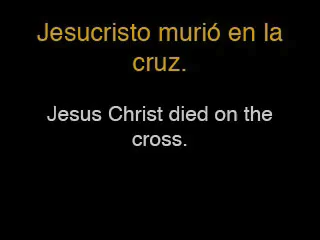 Jesucristo murió en la
cruz.
Jesus Christ died on the
cross.